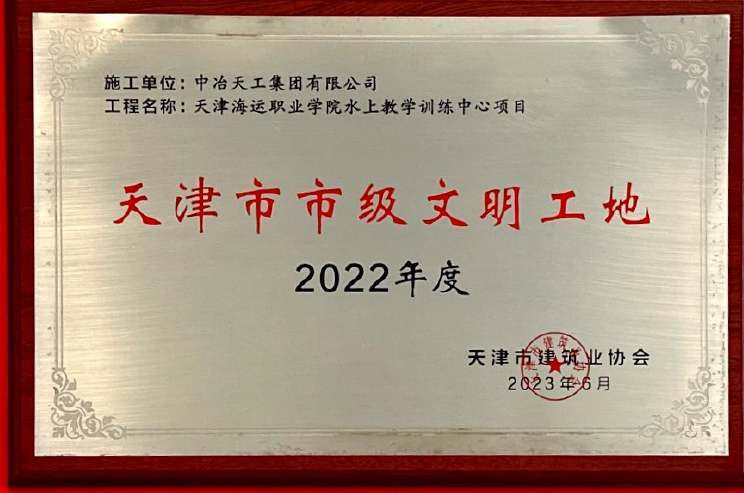 施工单位：中冶天工集团有限公司
工程名称：天津海运职业学院水上教学训练中心项目
天津市市级文明工地
2022年度
天津市建筑业协会
2023年6月